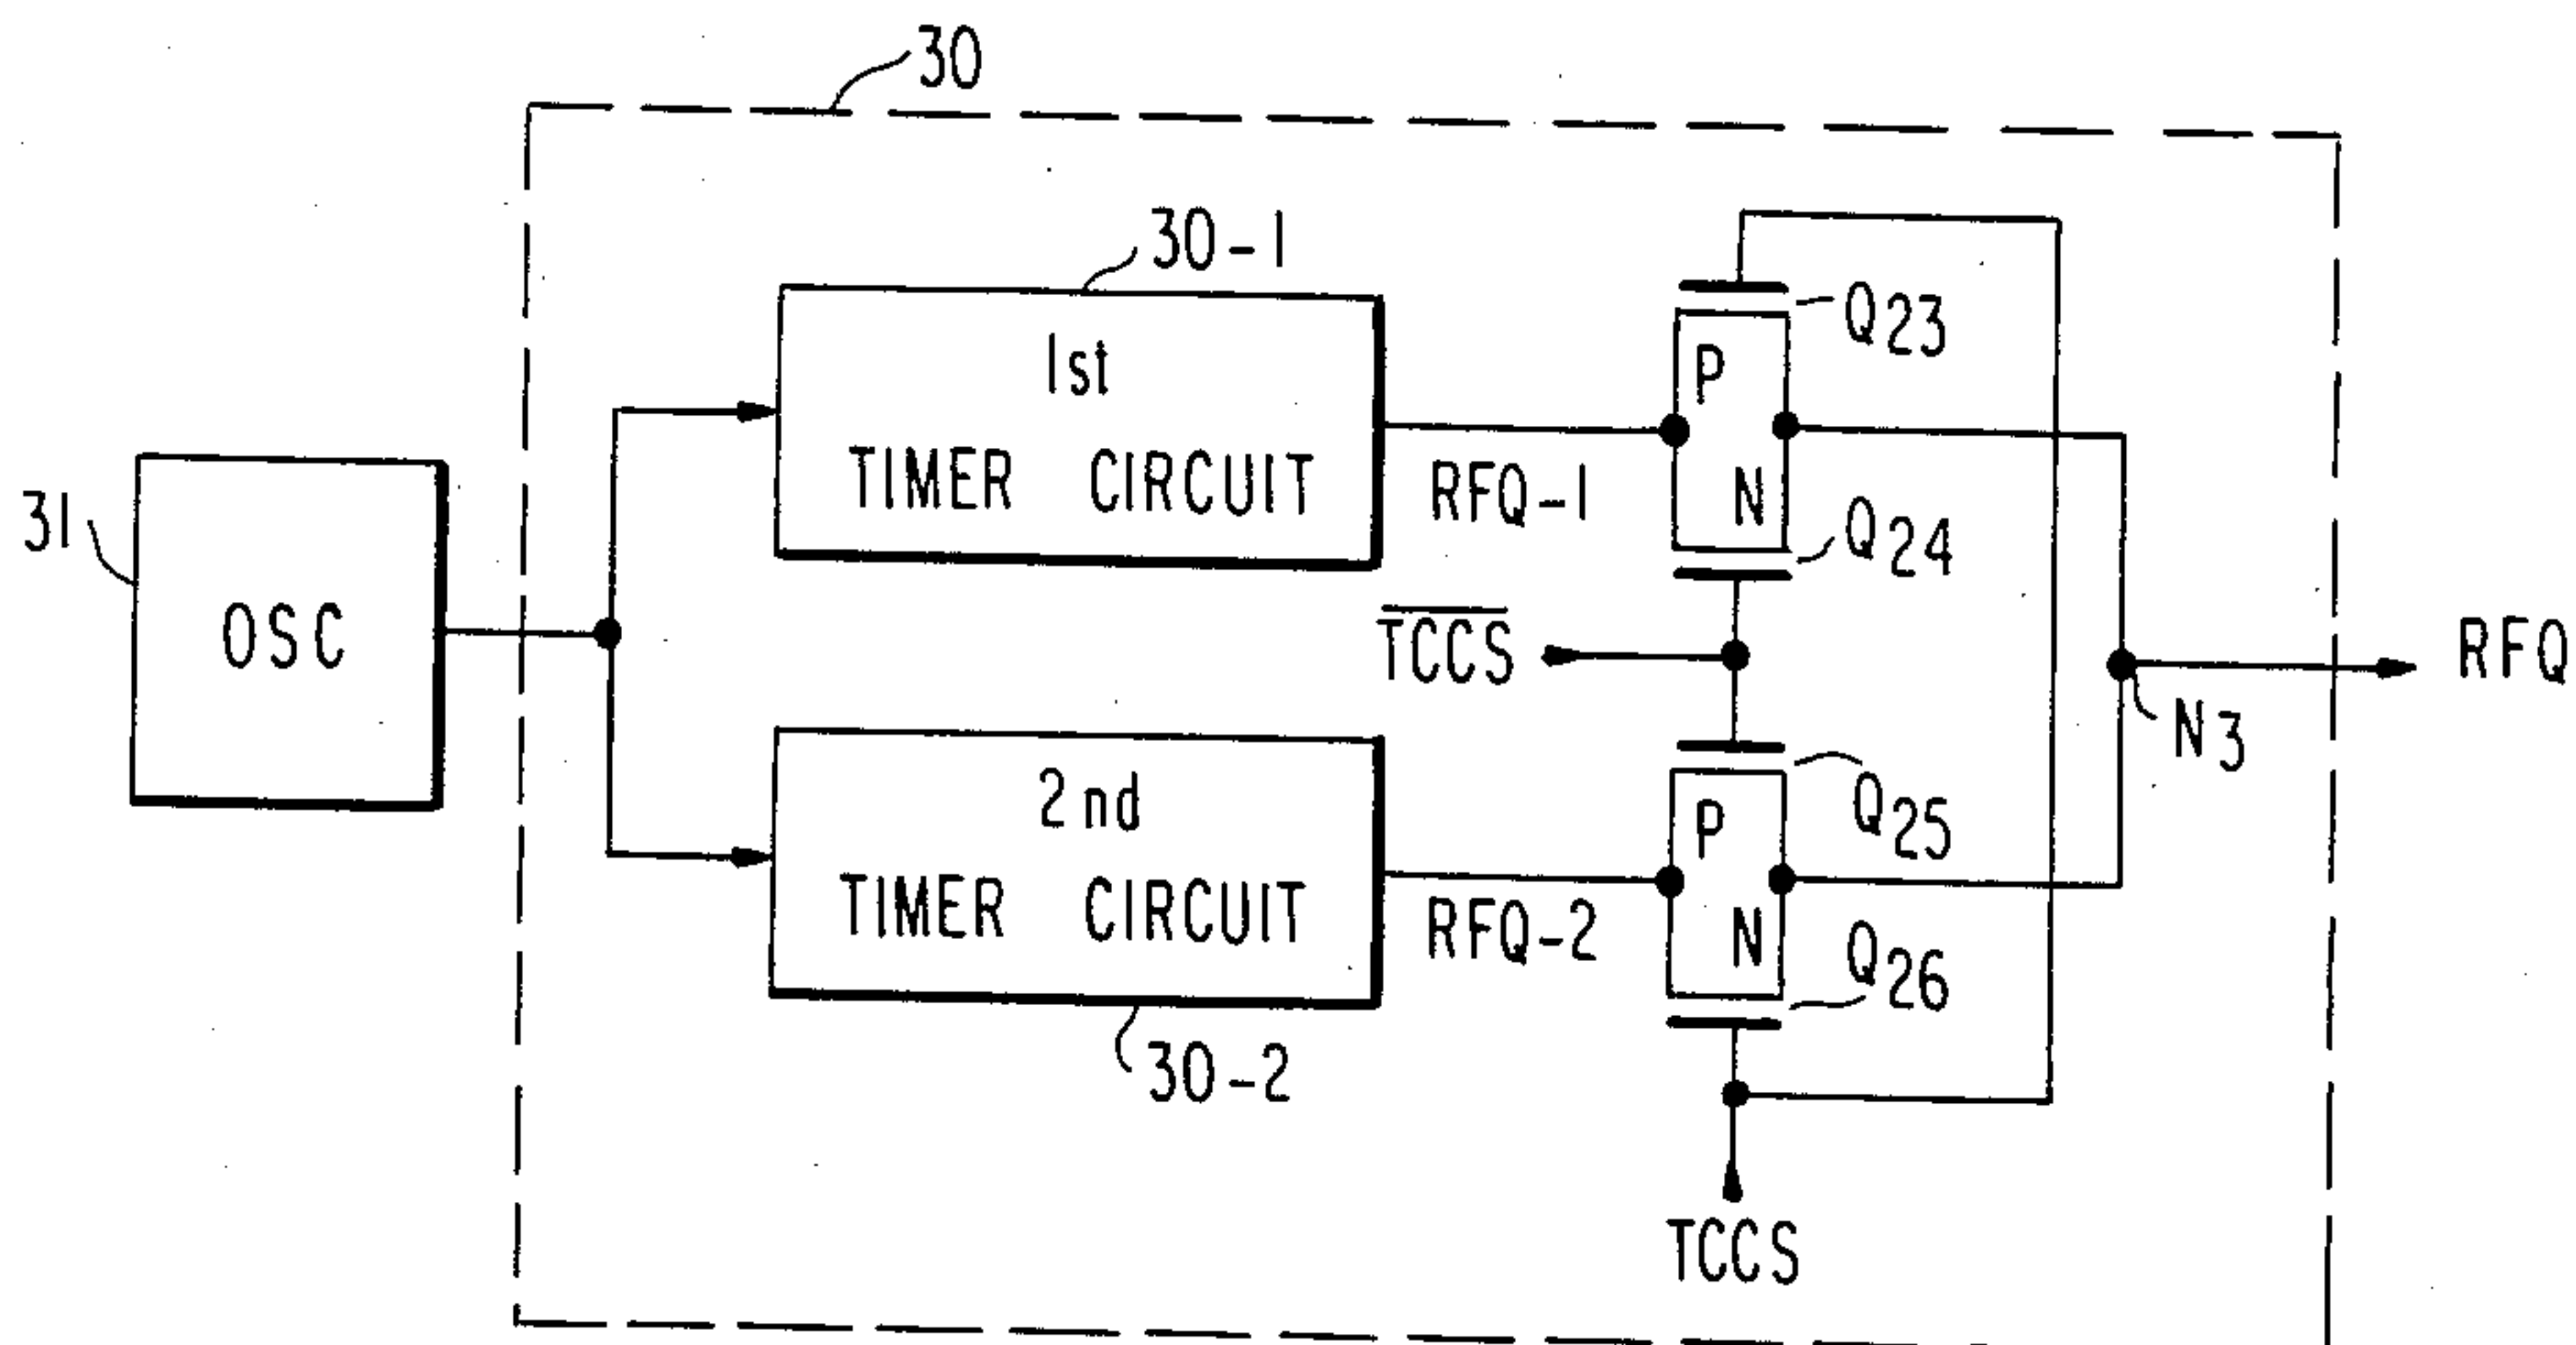 30
30-1
1st
TIMER CIRCUIT
RFQ-1
P
N
Q23
Q24
31
OSC
T̅C̅C̅S̅
RFQ
N3
2nd
TIMER CIRCUIT
RFQ-2
P
N
Q25
Q26
30-2
TCCS